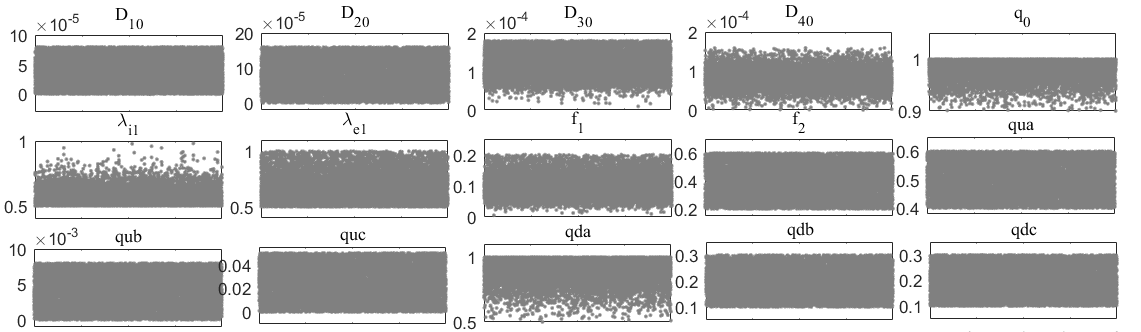 D10 D20 D30 D40 q0
×10-5 ×10-5 ×10-4 ×10-4
10 20 2 2 1
5 10 1 1
0 0 0 0 0.9
λi1 λe1 f1 f2 qua
1 1 0.2 0.6 0.6
0.1 0.4 0.5
0.5 0.5 0 0.2 0.4
qub quc qda qdb qdc
×10-3
10 0.04 1 0.3 0.3
5 0.02 0.2 0.2
0 0 0.5 0.1 0.1